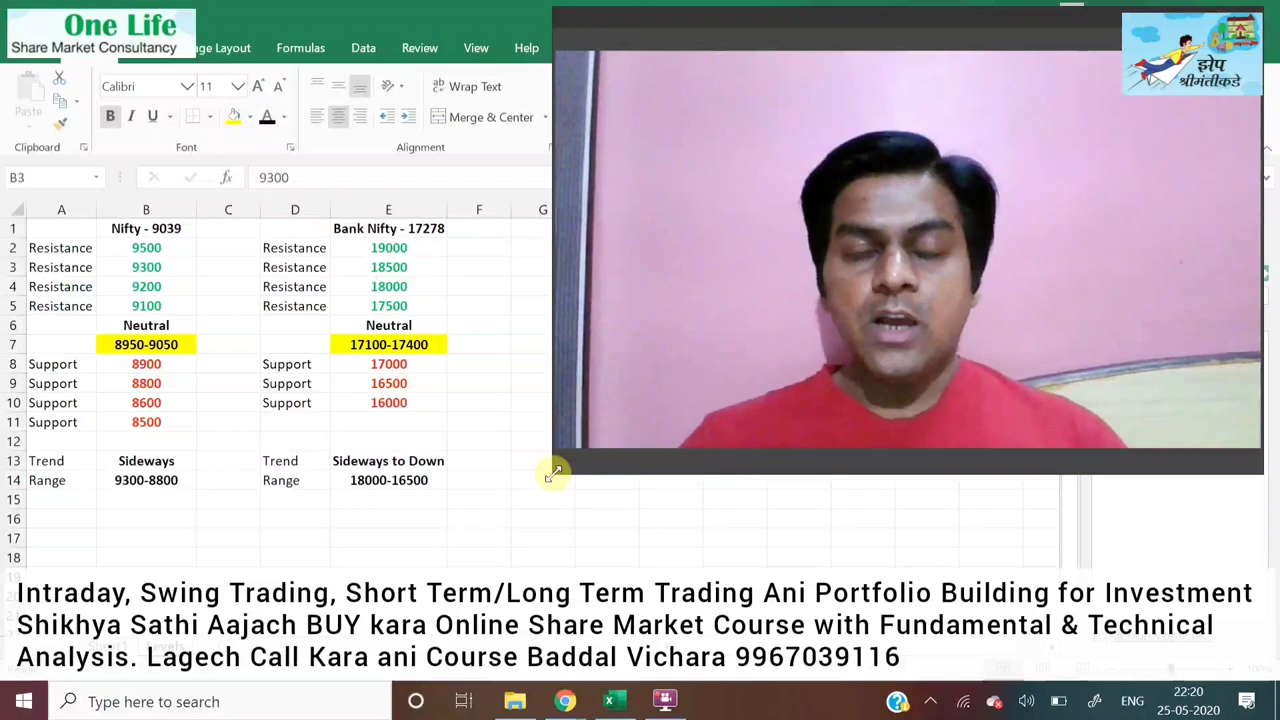 One Life
Share Market Consultancy
Page Layout Formulas Data Review View Help
झेप
श्रीमंतीकडे
Paste
Calibri 11
B I U A
Wrap Text
Merge & Center
Clipboard Font Alignment
B3 fx 9300
A B C D E F G
1 Nifty - 9039 Bank Nifty - 17278
2 Resistance 9500 Resistance 19000
3 Resistance 9300 Resistance 18500
4 Resistance 9200 Resistance 18000
5 Resistance 9100 Resistance 17500
6 Neutral Neutral
7 8950-9050 17100-17400
8 Support 8900 Support 17000
9 Support 8800 Support 16500
10 Support 8600 Support 16000
11 Support 8500
12
13 Trend Sideways Trend Sideways to Down
14 Range 9300-8800 Range 18000-16500
15
16
17
18
Intraday, Swing Trading, Short Term/Long Term Trading Ani Portfolio Building for Investment
Shikhya Sathi Aajach BUY kara Online Share Market Course with Fundamental & Technical
Analysis. Lagech Call Kara ani Course Baddal Vichara 9967039116
Type here to search
ENG
22:20
25-05-2020